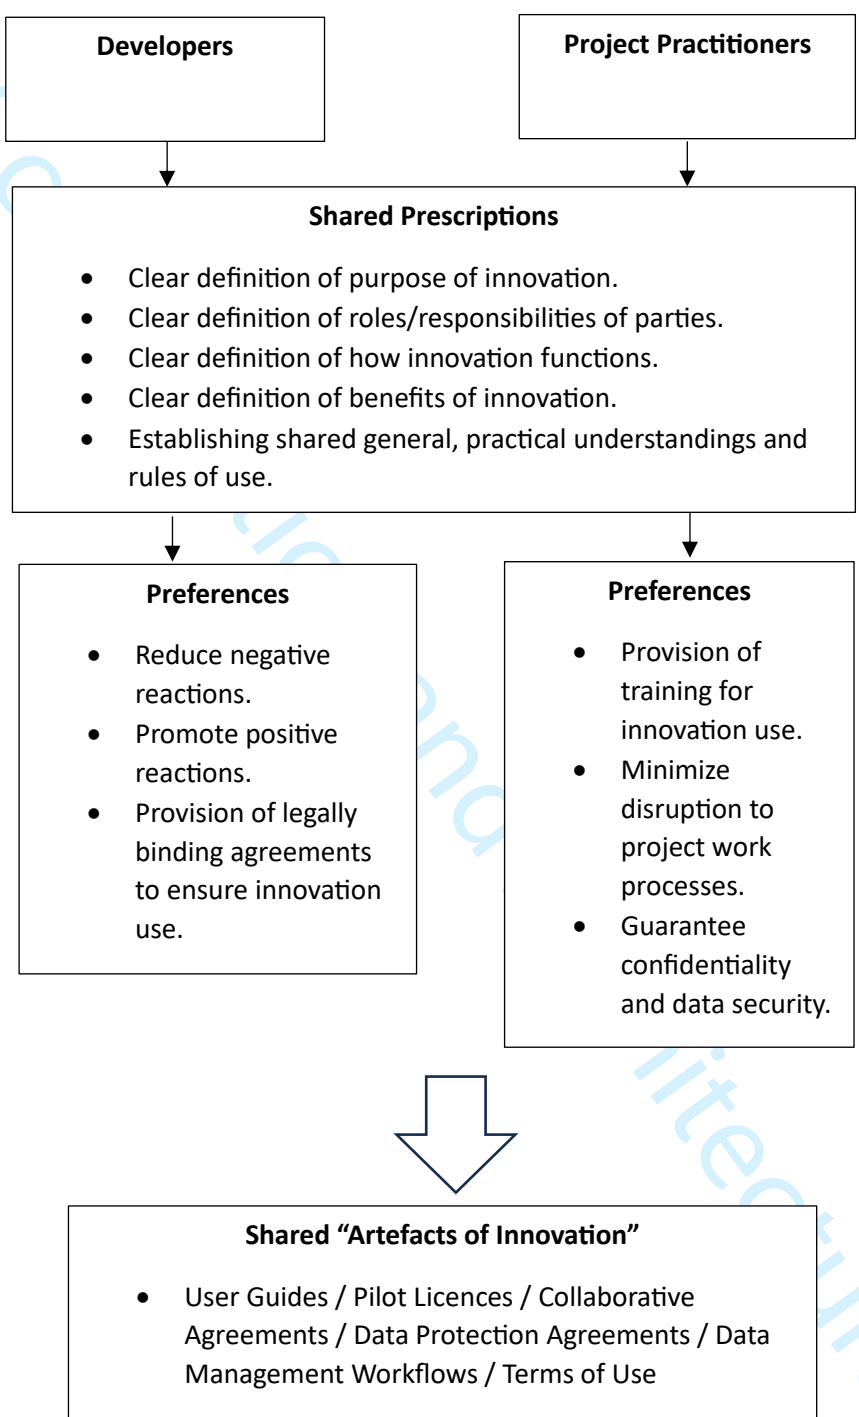 Developers
Project Practitioners
Shared Prescriptions
• Clear definition of purpose of innovation.
• Clear definition of roles/responsibilities of parties.
• Clear definition of how innovation functions.
• Clear definition of benefits of innovation.
• Establishing shared general, practical understandings and
rules of use.
Preferences
• Reduce negative
reactions.
• Promote positive
reactions.
• Provision of legally
binding agreements
to ensure innovation
use.
Preferences
• Provision of
training for
innovation use.
• Minimize
disruption to
project work
processes.
• Guarantee
confidentiality
and data security.
Shared “Artefacts of Innovation”
• User Guides / Pilot Licences / Collaborative
Agreements / Data Protection Agreements / Data
Management Workflows / Terms of Use